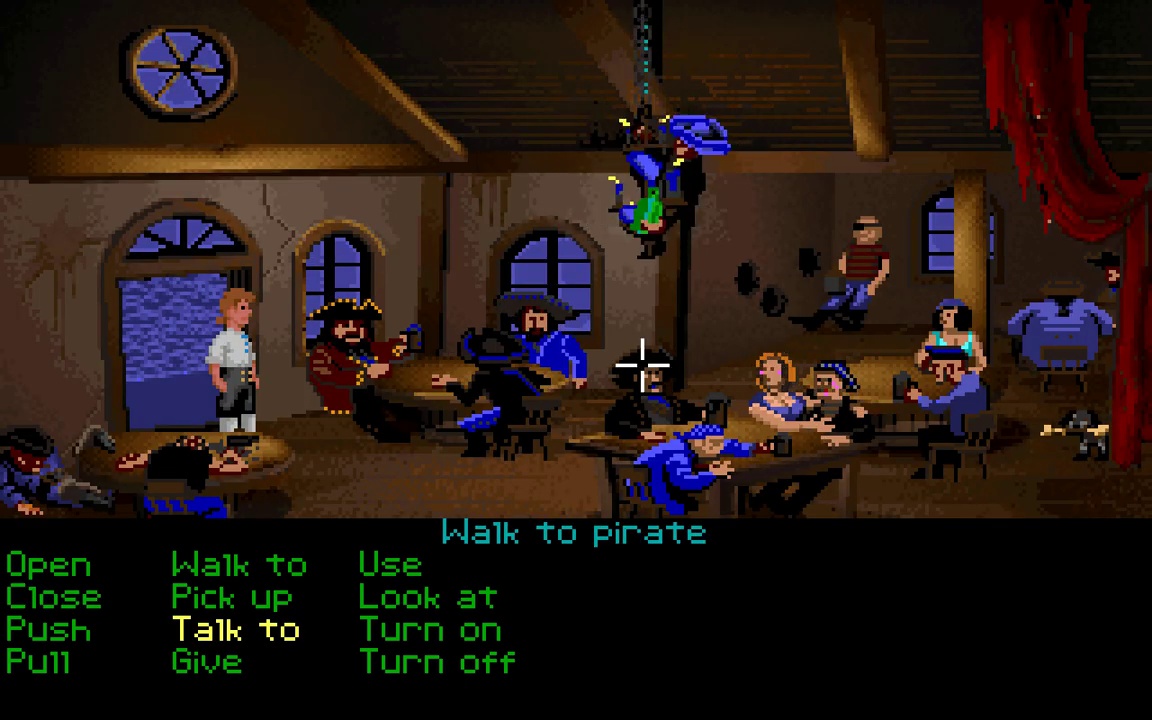 Walk to pirate
Open Walk to Use
Close Pick up Look at
Push Talk to Turn on
Pull Give Turn off